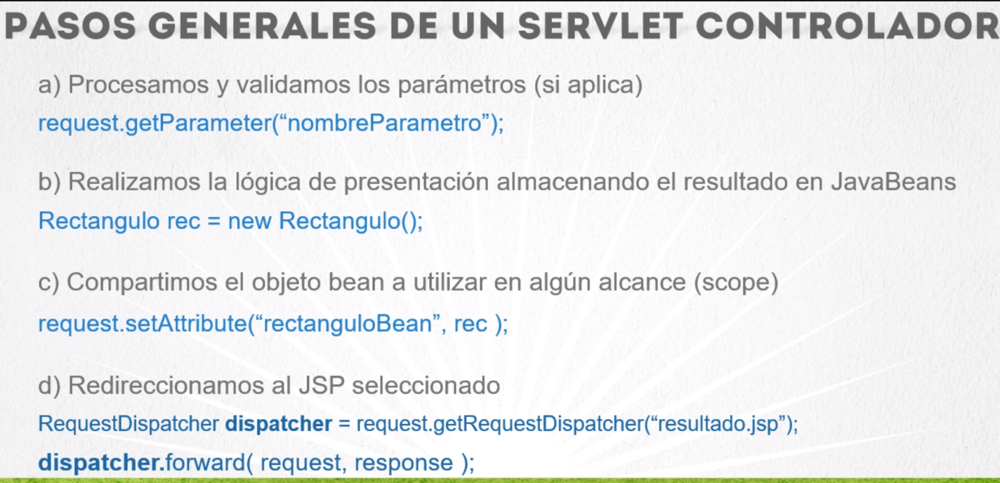 PASOS GENERALES DE UN SERVLET CONTROLADOR
a) Procesamos y validamos los parámetros (si aplica)
request.getParameter(“nombreParametro”);
b) Realizamos la lógica de presentación almacenando el resultado en JavaBeans
Rectangulo rec = new Rectangulo();
c) Compartimos el objeto bean a utilizar en algún alcance (scope)
request.setAttribute(“rectanguloBean”, rec );
d) Redireccionamos al JSP seleccionado
RequestDispatcher dispatcher = request.getRequestDispatcher(“resultado.jsp”);
dispatcher.forward( request, response );